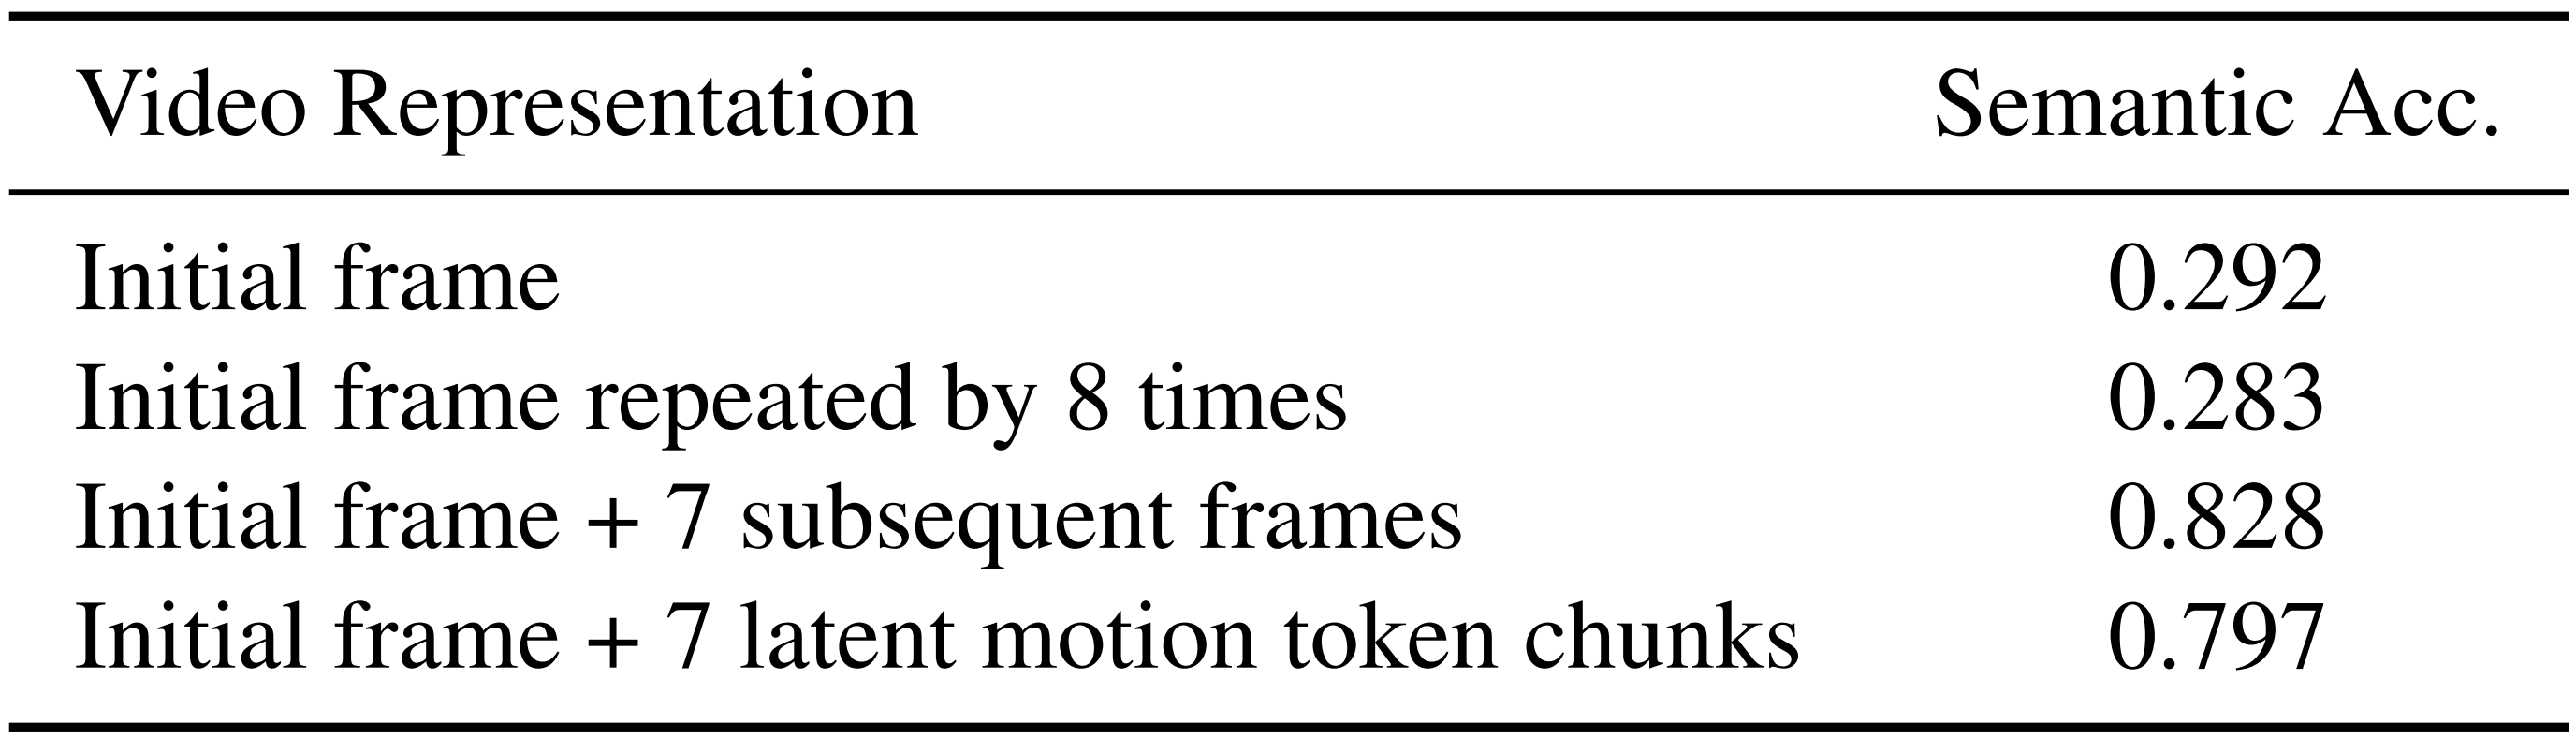 Video Representation Semantic Acc.
Initial frame 0.292
Initial frame repeated by 8 times 0.283
Initial frame + 7 subsequent frames 0.828
Initial frame + 7 latent motion token chunks 0.797